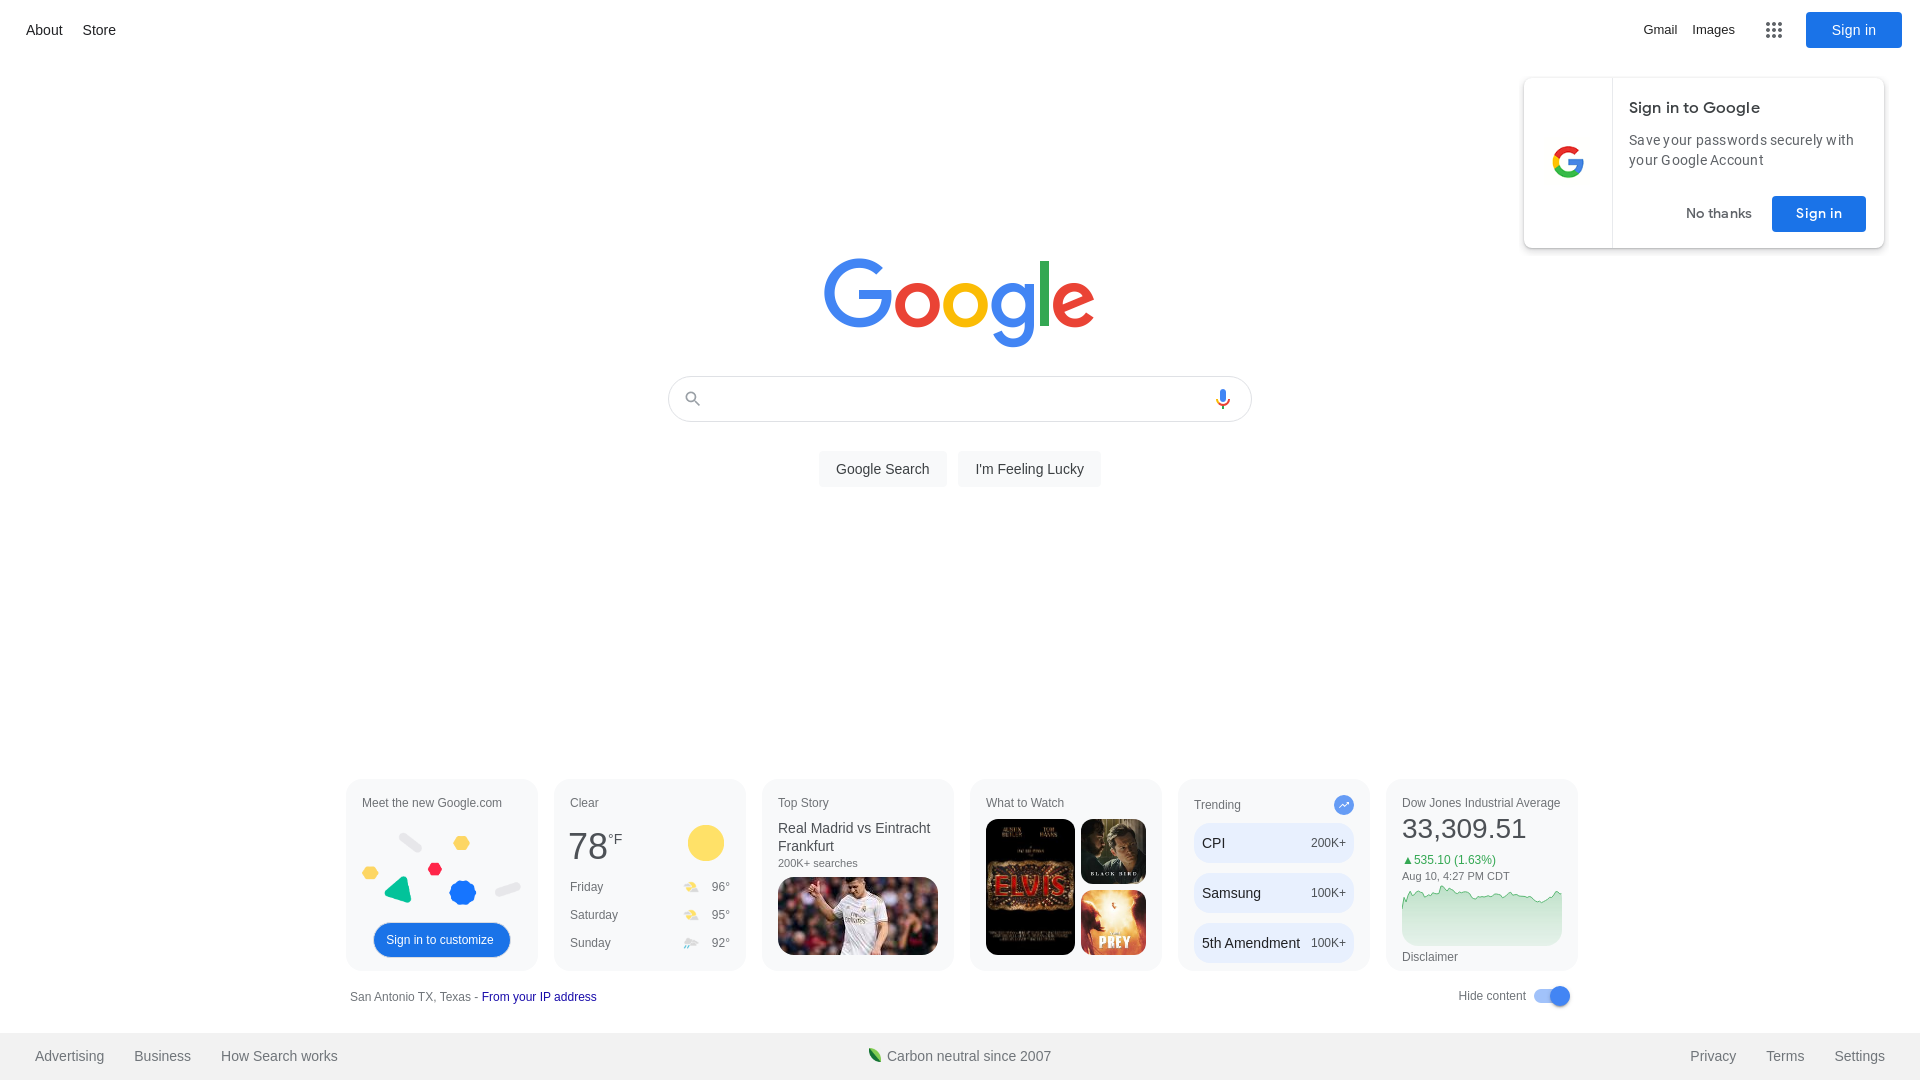 About Store
Gmail Images Sign in
Sign in to Google
Save your passwords securely with
your Google Account
No thanks Sign in
Google
Google Search I'm Feeling Lucky
Meet the new Google.com
Sign in to customize
Clear
78°F
Friday 96°
Saturday 95°
Sunday 92°
Top Story
Real Madrid vs Eintracht
Frankfurt
200K+ searches
What to Watch
ELVIS
BLACK BIRD
PREY
Trending
CPI 200K+
Samsung 100K+
5th Amendment 100K+
Dow Jones Industrial Average
33,309.51
▲535.10 (1.63%)
Aug 10, 4:27 PM CDT
Disclaimer
San Antonio TX, Texas - From your IP address
Hide content
Advertising Business How Search works
Carbon neutral since 2007
Privacy Terms Settings